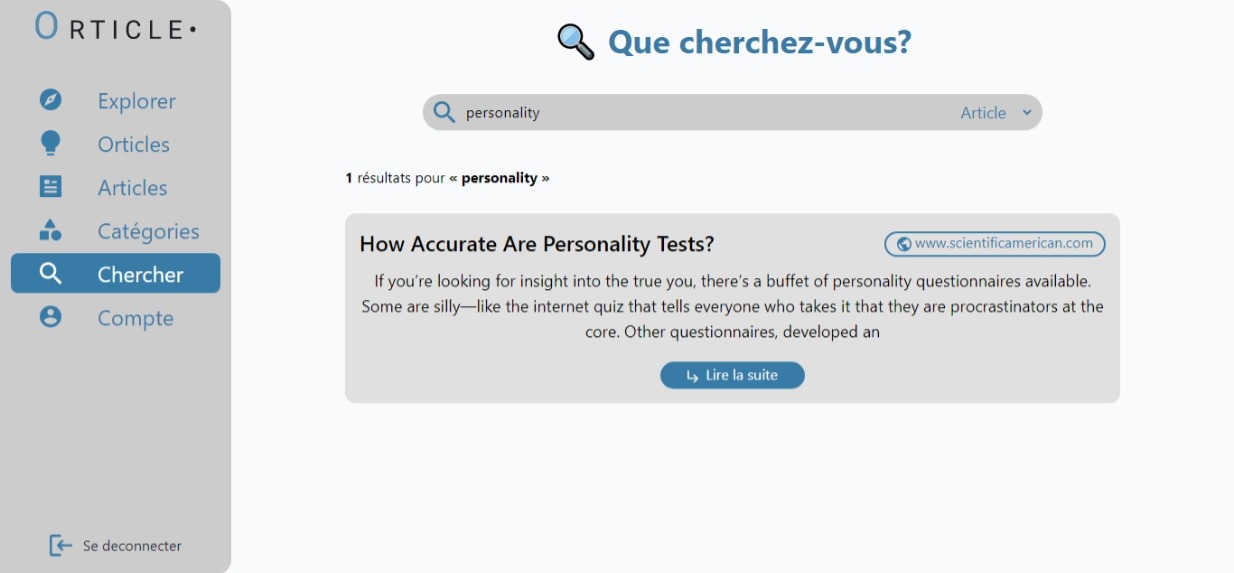 ORTICLE•
Explorer
Orticles
Articles
Catégories
Chercher
Compte
Se deconnecter
Que cherchez-vous?
personality
Article
1 résultats pour « personality »
How Accurate Are Personality Tests?
www.scientificamerican.com
If you’re looking for insight into the true you, there’s a buffet of personality questionnaires available.
Some are silly—like the internet quiz that tells everyone who takes it that they are procrastinators at the
core. Other questionnaires, developed an
Lire la suite